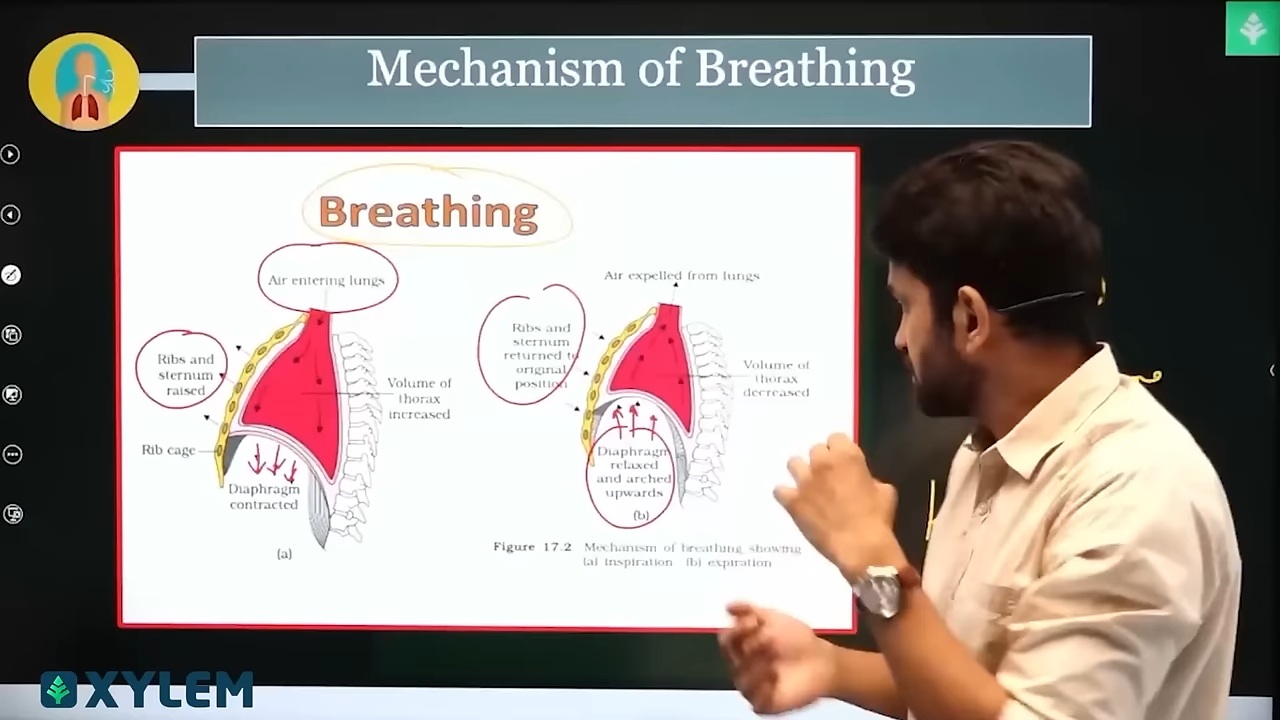 Mechanism of Breathing
Breathing
Air entering lungs
Ribs and
sternum
raised
Rib cage
Volume of
thorax
increased
Diaphragm
contracted
(a)
Air expelled from lungs
Ribs and
sternum
returned to
original
position
Volume of
thorax
decreased
Diaphragm
relaxed
and arched
upwards
(b)
Figure 17.2 Mechanism of breathing showing
(a) inspiration (b) expiration
XYLEM